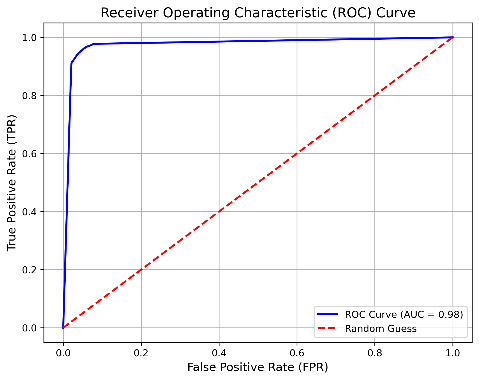 Receiver Operating Characteristic (ROC) Curve
True Positive Rate (TPR)
1.0
0.8
0.6
0.4
0.2
0.0
0.0 0.2 0.4 0.6 0.8 1.0
False Positive Rate (FPR)
ROC Curve (AUC = 0.98)
Random Guess